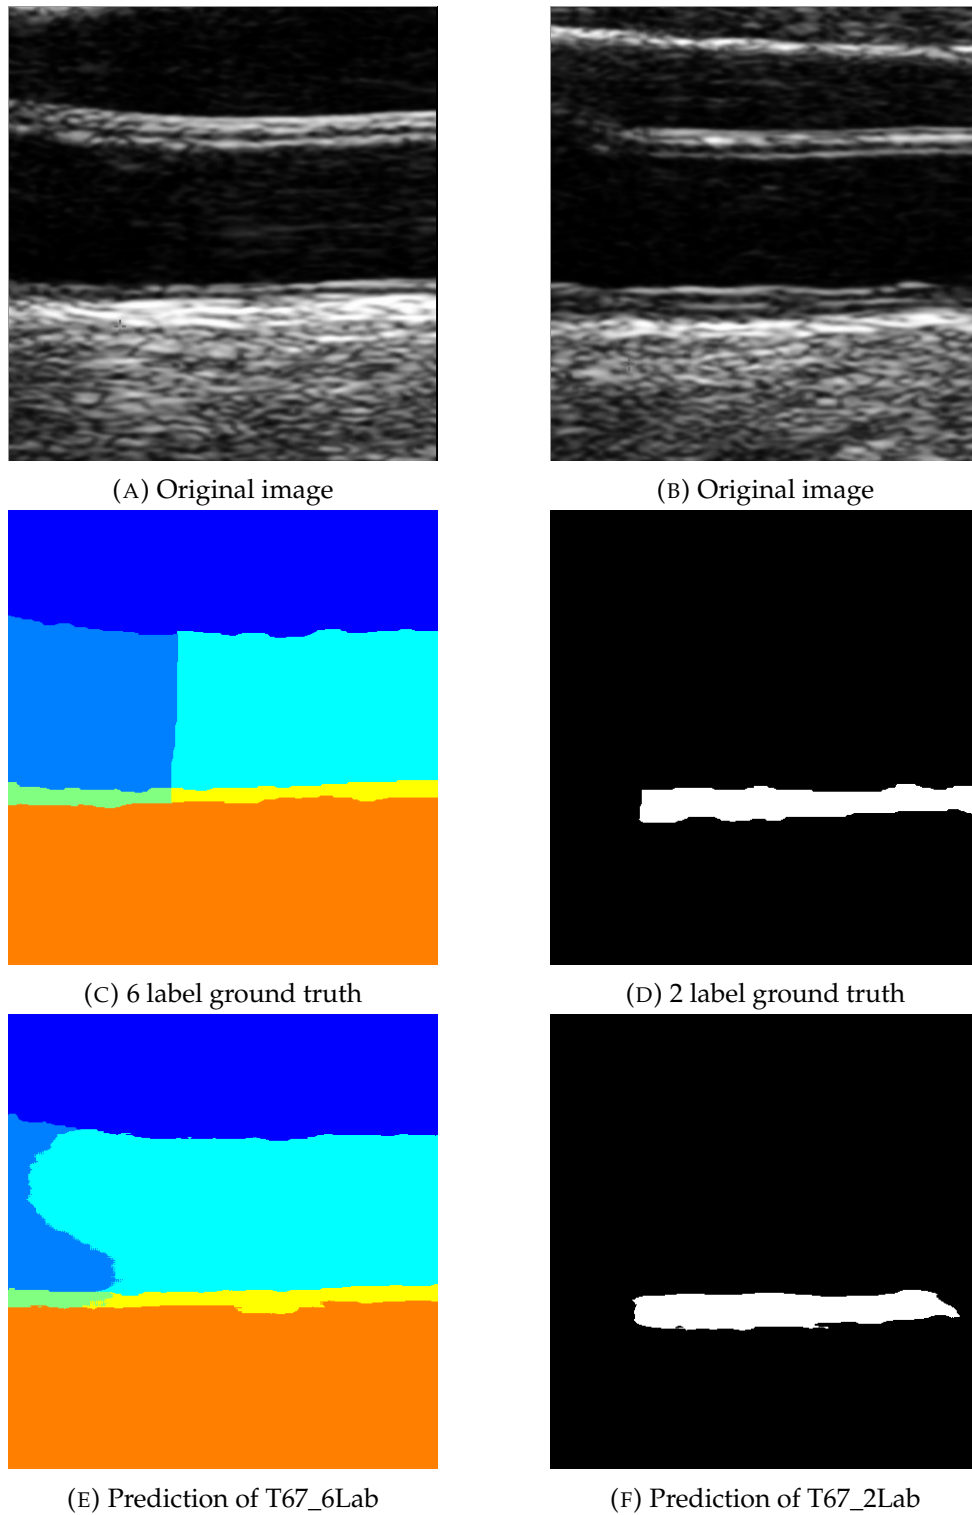 (A) Original image
(B) Original image
(C) 6 label ground truth
(D) 2 label ground truth
(E) Prediction of T67_6Lab
(F) Prediction of T67_2Lab